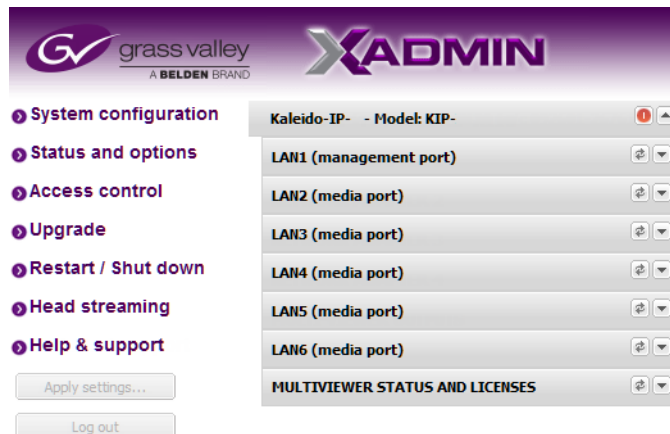 GV grass valley
A BELDEN BRAND
XADMIN
System configuration
Status and options
Access control
Upgrade
Restart / Shut down
Head streaming
Help & support
Apply settings...
Log out
Kaleido-IP- - Model: KIP-
LAN1 (management port)
LAN2 (media port)
LAN3 (media port)
LAN4 (media port)
LAN5 (media port)
LAN6 (media port)
MULTIVIEWER STATUS AND LICENSES